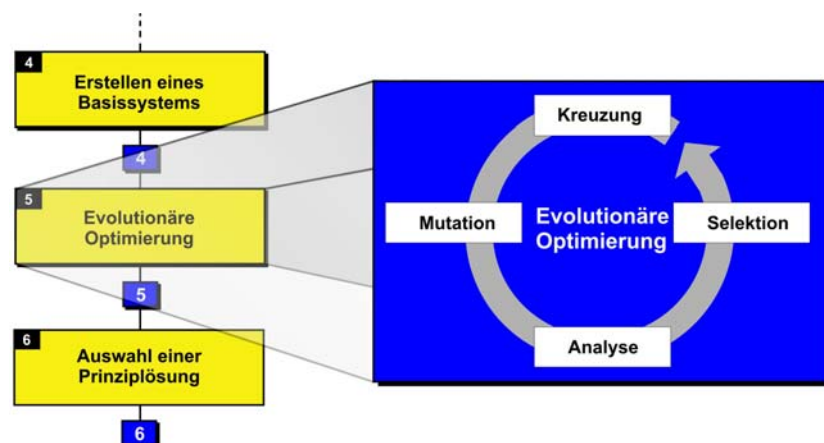 4
Erstellen eines
Basissystems
4
5
Evolutionäre
Optimierung
5
6
Auswahl einer
Prinziplösung
6
Kreuzung
Mutation
Evolutionäre
Optimierung
Selektion
Analyse